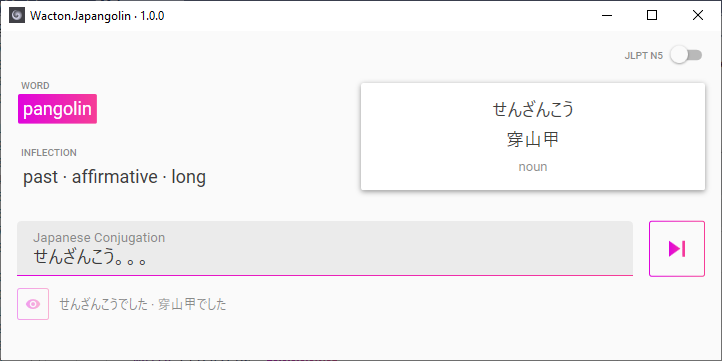 Wacton.Japangolin · 1.0.0
JLPT N5
WORD
pangolin
せんざんこう
穿山甲
noun
INFLECTION
past · affirmative · long
Japanese Conjugation
せんざんこう。。。
せんざんこうでした · 穿山甲でした